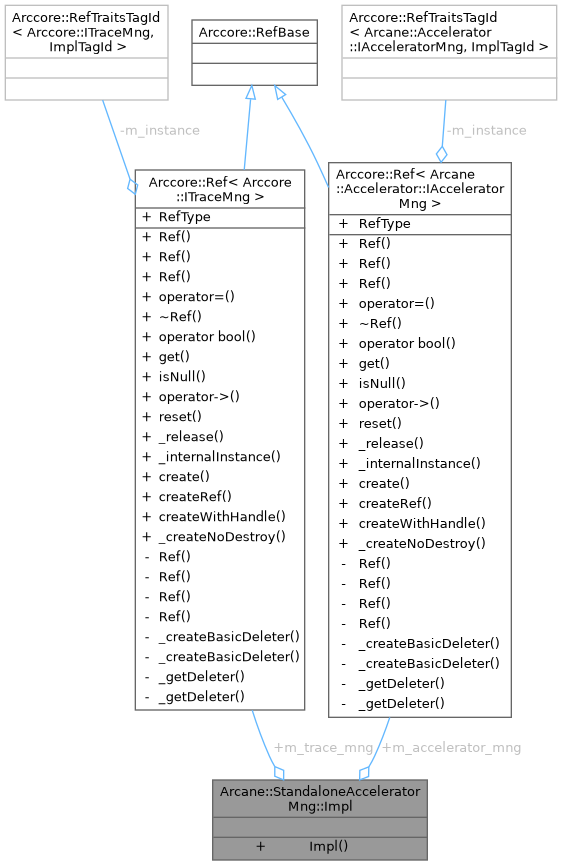 Arccore::RefTraitsTagId
< Arccore::ITraceMng,
ImplTagId >
Arccore::RefBase
Arccore::RefTraitsTagId
< Arcane::Accelerator
::IAcceleratorMng, ImplTagId >
-m_instance
-m_instance
Arccore::Ref< Arccore
::ITraceMng >
+ RefType
+ Ref()
+ Ref()
+ Ref()
+ operator=()
+ ~Ref()
+ operator bool()
+ get()
+ isNull()
+ operator->()
+ reset()
+ _release()
+ _internalInstance()
+ create()
+ createRef()
+ createWithHandle()
+ _createNoDestroy()
- Ref()
- Ref()
- Ref()
- Ref()
- _createBasicDeleter()
- _createBasicDeleter()
- _getDeleter()
- _getDeleter()
Arccore::Ref< Arcane
::Accelerator::IAccelerator
Mng >
+ RefType
+ Ref()
+ Ref()
+ Ref()
+ operator=()
+ ~Ref()
+ operator bool()
+ get()
+ isNull()
+ operator->()
+ reset()
+ _release()
+ _internalInstance()
+ create()
+ createRef()
+ createWithHandle()
+ _createNoDestroy()
- Ref()
- Ref()
- Ref()
- Ref()
- _createBasicDeleter()
- _createBasicDeleter()
- _getDeleter()
- _getDeleter()
+m_trace_mng
+m_accelerator_mng
Arcane::StandaloneAccelerator
Mng::Impl
+ Impl()